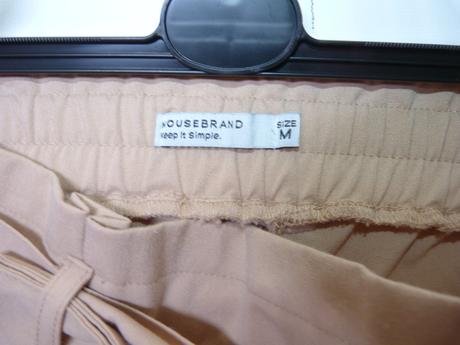 HOUSEBRAND
Keep It Simple.
SIZE
M